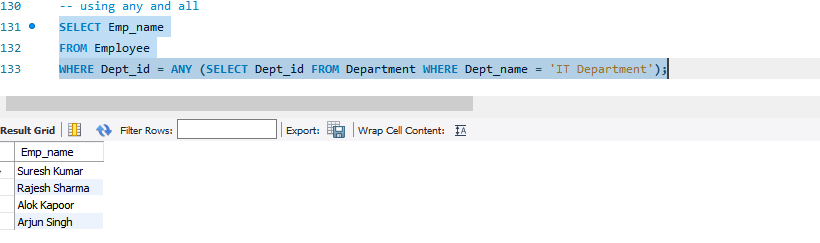 130 -- using any and all
131 SELECT Emp_name
132 FROM Employee
133 WHERE Dept_id = ANY (SELECT Dept_id FROM Department WHERE Dept_name = 'IT Department');
Result Grid Filter Rows: Export: Wrap Cell Content: IA
Emp_name
Suresh Kumar
Rajesh Sharma
Alok Kapoor
Arjun Singh